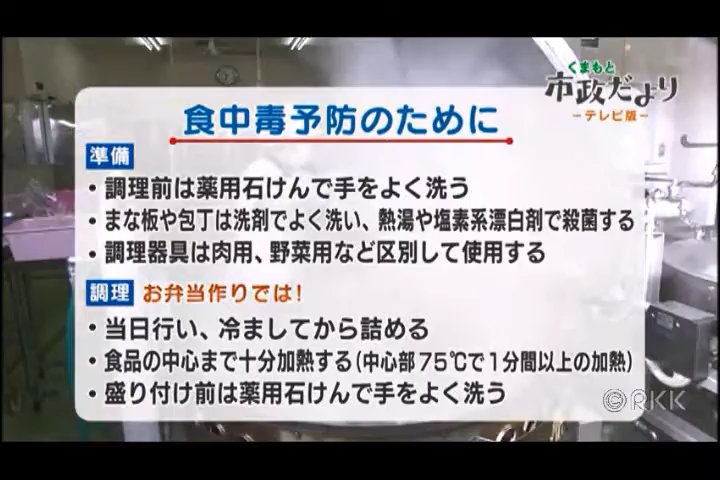 くまもと
市政だより
－テレビ版－
食中毒予防のために
準備
・調理前は薬用石けんで手をよく洗う
・まな板や包丁は洗剤でよく洗い、熱湯や塩素系漂白剤で殺菌する
・調理器具は肉用、野菜用など区別して使用する
調理 お弁当作りでは!
・当日行い、冷ましてから詰める
・食品の中心まで十分加熱する(中心部75℃で1分間以上の加熱)
・盛り付け前は薬用石けんで手をよく洗う
©RKK